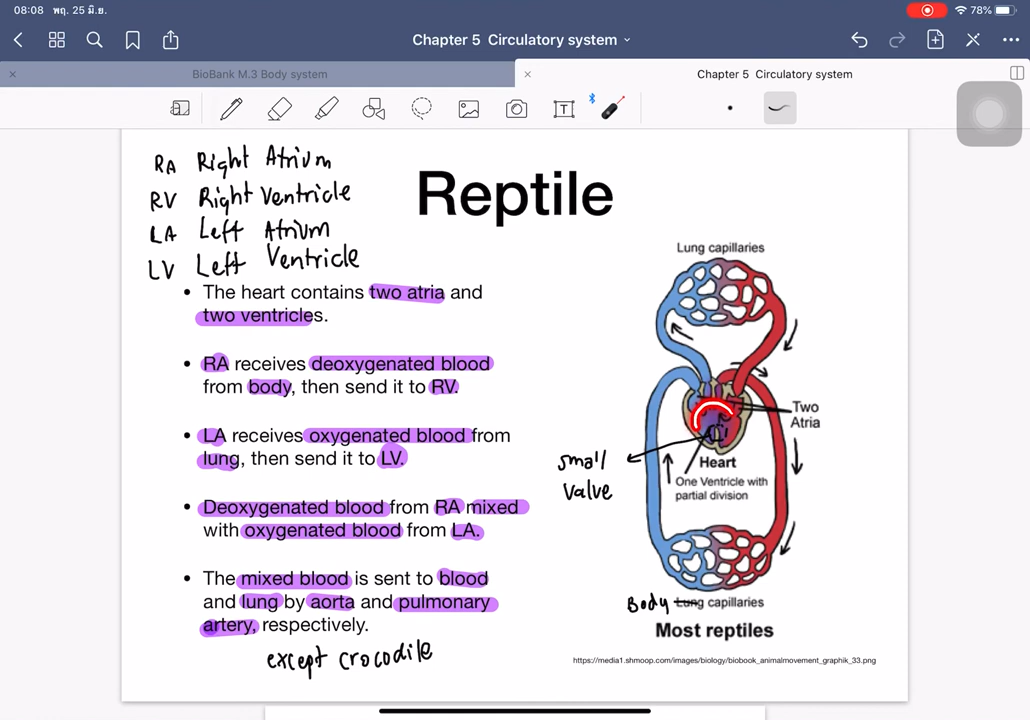 08:08 พฤ. 25 มิ.ย.
78%
Chapter 5 Circulatory system
BioBank M.3 Body system
Chapter 5 Circulatory system
RA Right Atrium
RV Right Ventricle
LA Left Atrium
LV Left Ventricle
Reptile
The heart contains two atria and
two ventricles.
RA receives deoxygenated blood
from body, then send it to RV.
LA receives oxygenated blood from
lung, then send it to LV.
Deoxygenated blood from RA mixed
with oxygenated blood from LA.
The mixed blood is sent to blood
and lung by aorta and pulmonary
artery, respectively.
except crocodile
Lung capillaries
Two
Atria
small
valve
Heart
One Ventricle with
partial division
Body Lung capillaries
Most reptiles
https://media1.shmoop.com/images/biology/biobook_animalmovement_graphik_33.png